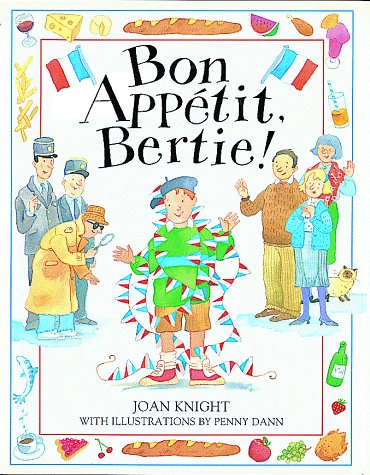 Bon
Appétit,
Bertie!
JOAN KNIGHT
WITH ILLUSTRATIONS BY PENNY DANN